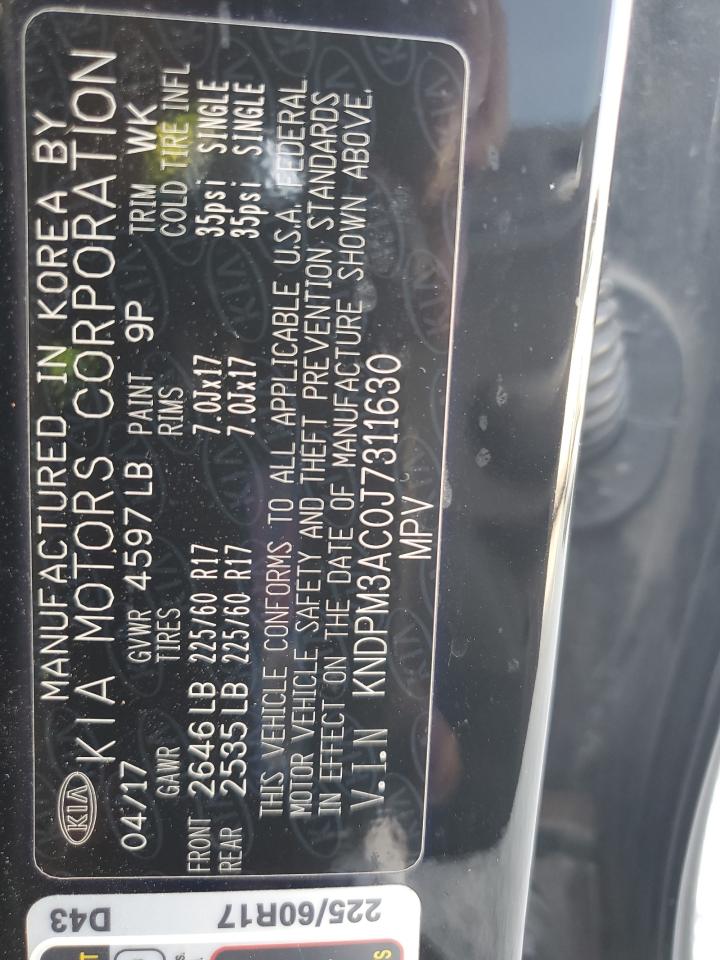 KIA
MANUFACTURED IN KOREA BY
KIA MOTORS CORPORATION
04/17 GVWR 4597 LB PAINT 9P TRIM WK
GAWR TIRES RIMS COLD TIRE INFL
FRONT 2646 LB 225/60 R17 7.0Jx17 35psi SINGLE
REAR 2535 LB 225/60 R17 7.0Jx17 35psi SINGLE
THIS VEHICLE CONFORMS TO ALL APPLICABLE U.S.A. FEDERAL
MOTOR VEHICLE SAFETY AND THEFT PREVENTION STANDARDS
IN EFFECT ON THE DATE OF MANUFACTURE SHOWN ABOVE.
V.I.N KNDPM3AC0J7311630
MPV
225/60R17 D43